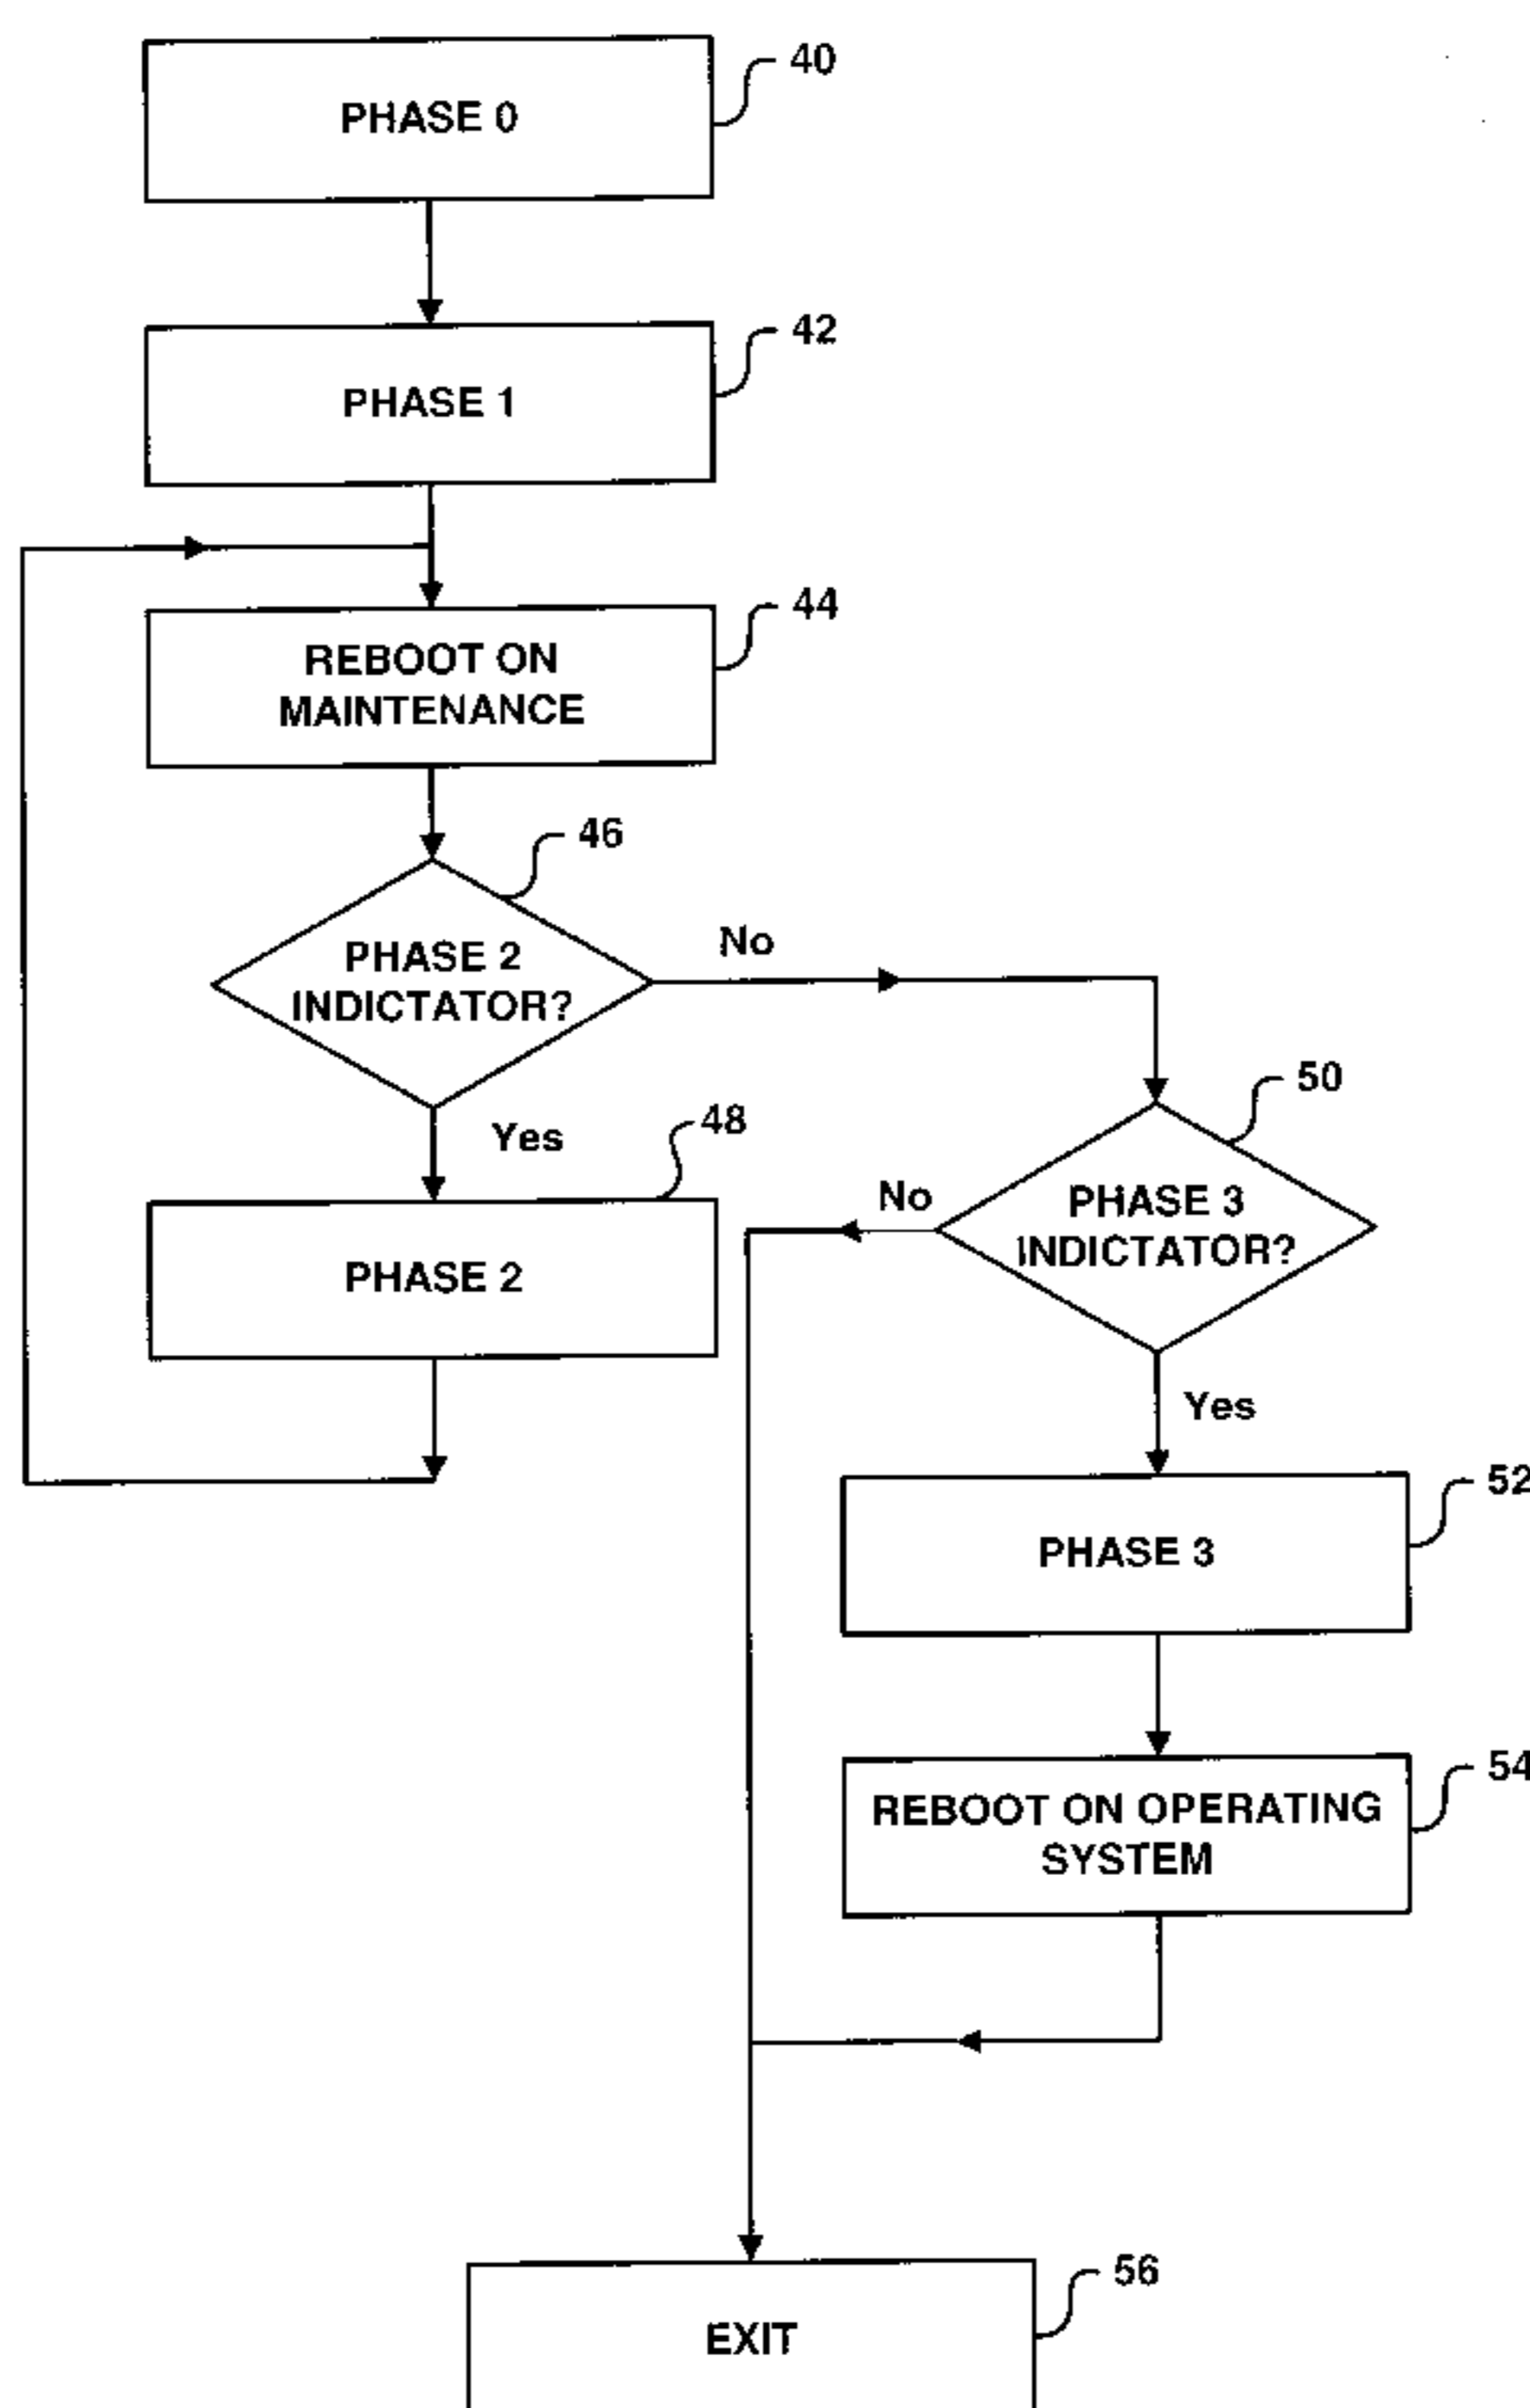 40
PHASE 0
42
PHASE 1
44
REBOOT ON
MAINTENANCE
46
PHASE 2
INDICTATOR?
No
Yes
48
PHASE 2
50
PHASE 3
INDICTATOR?
No
Yes
52
PHASE 3
54
REBOOT ON OPERATING
SYSTEM
56
EXIT